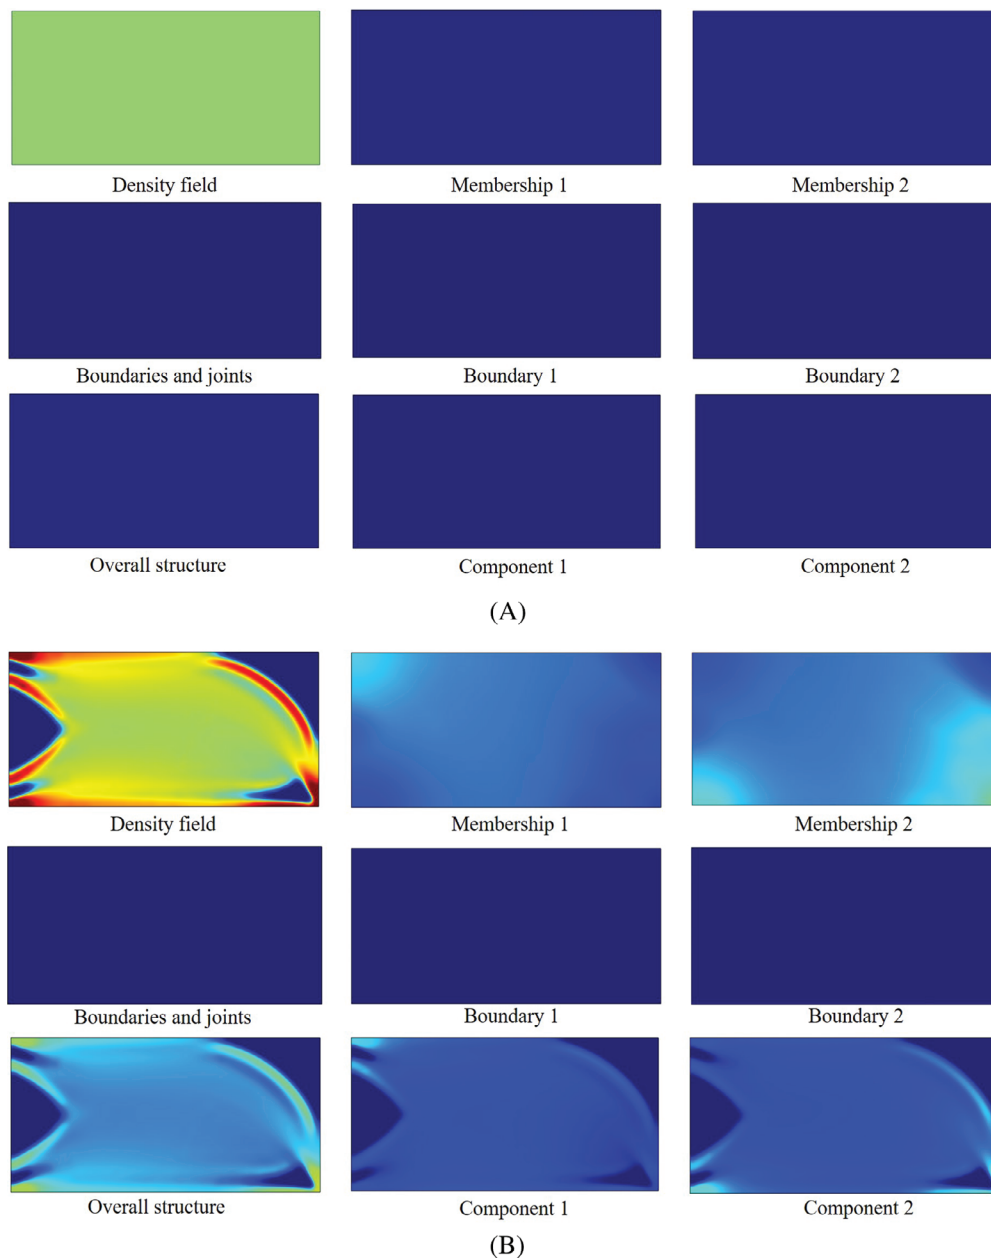 Density field
Membership 1
Membership 2
Boundaries and joints
Boundary 1
Boundary 2
Overall structure
Component 1
Component 2
(A)
Density field
Membership 1
Membership 2
Boundaries and joints
Boundary 1
Boundary 2
Overall structure
Component 1
Component 2
(B)